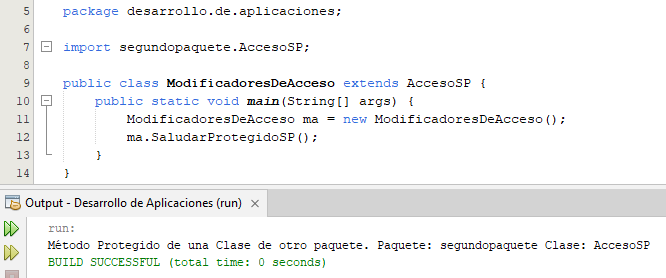 5 package desarrollo.de.aplicaciones;
6
7 import segundopaquete.AccesoSP;
8
9 public class ModificadoresDeAcceso extends AccesoSP {
10 public static void main(String[] args) {
11 ModificadoresDeAcceso ma = new ModificadoresDeAcceso();
12 ma.SaludarProtegidoSP();
13 }
14 }
Output - Desarrollo de Aplicaciones (run) ×
run:
Método Protegido de una Clase de otro paquete. Paquete: segundopaquete Clase: AccesoSP
BUILD SUCCESSFUL (total time: 0 seconds)